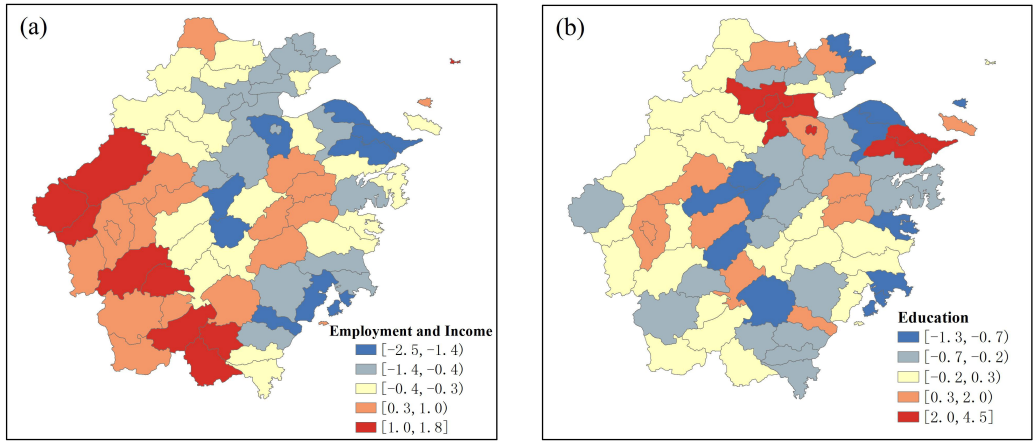 (a)
Employment and Income
[-2.5, -1.4)
[-1.4, -0.4)
[-0.4, -0.3)
[0.3, 1.0)
[1.0, 1.8]
(b)
Education
[-1.3, -0.7)
[-0.7, -0.2)
[-0.2, 0.3)
[0.3, 2.0)
[2.0, 4.5]